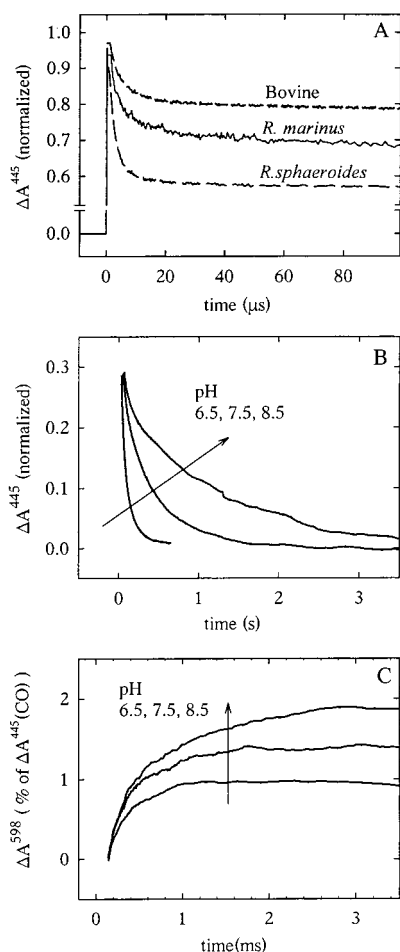 A
ΔA⁴⁴⁵ (normalized)
1.0
0.9
0.8
0.7
0.6
0.0
Bovine
R. marinus
R.sphaeroides
0
20
40
60
80
time (μs)
B
ΔA⁴⁴⁵ (normalized)
0.3
0.2
0.1
0.0
pH
6.5, 7.5, 8.5
0
1
2
3
time (s)
C
ΔA⁵⁹⁸ ( % of ΔA⁴⁴⁵(CO) )
2
1
0
pH
6.5, 7.5, 8.5
0
1
2
3
time(ms)